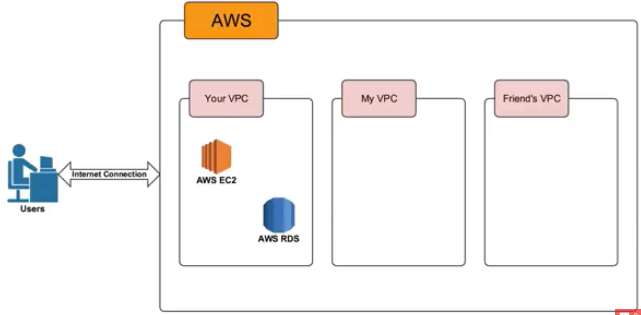 AWS
Your VPC
My VPC
Friend's VPC
AWS EC2
Internet Connection
Users
AWS RDS